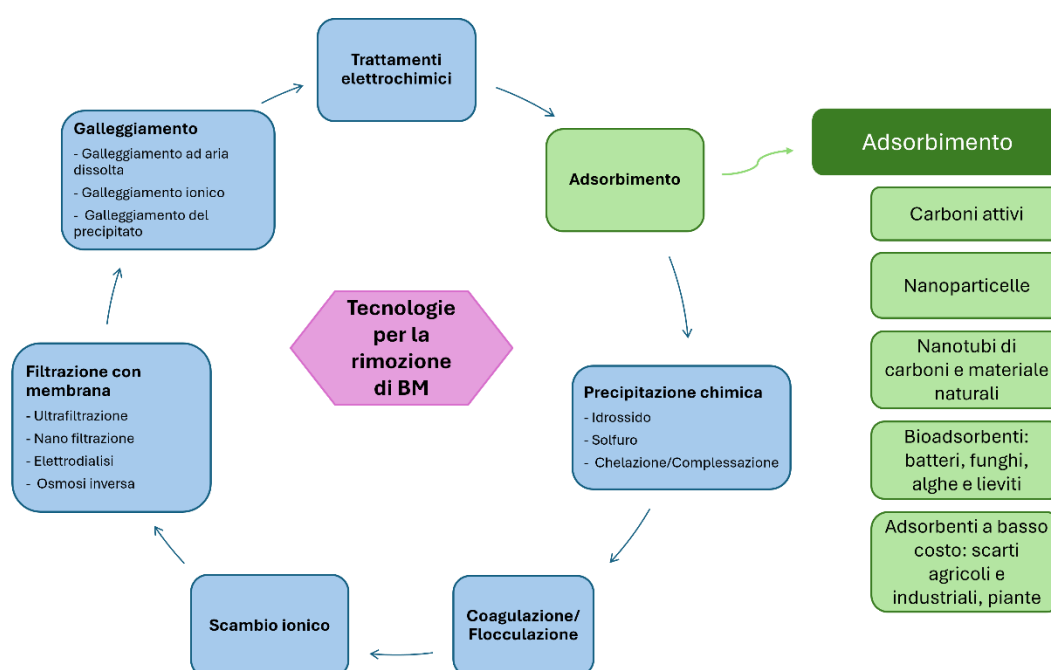 Trattamenti
elettrochimici
Galleggiamento
- Galleggiamento ad aria
dissolta
- Galleggiamento ionico
- Galleggiamento del
precipitato
Adsorbimento
Adsorbimento
Carboni attivi
Nanoparticelle
Nanotubi di
carboni e materiale
naturali
Bioadsorbenti:
batteri, funghi,
alghe e lieviti
Adsorbenti a basso
costo: scarti
agricoli e
industriali, piante
Tecnologie
per la
rimozione
di BM
Filtrazione con
membrana
- Ultrafiltrazione
- Nano filtrazione
- Elettrodialisi
- Osmosi inversa
Precipitazione chimica
- Idrossido
- Solfuro
- Chelazione/Complessazione
Scambio ionico
Coagulazione/
Flocculazione